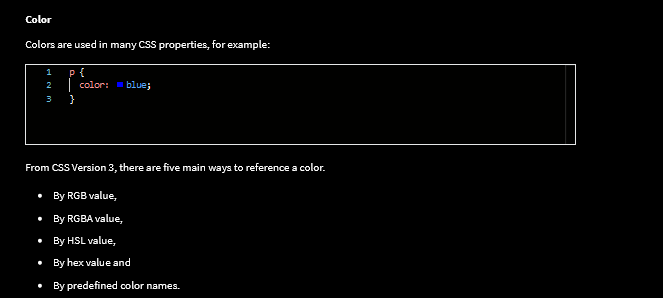 Color
Colors are used in many CSS properties, for example:
1 p {
2 color: blue;
3 }
From CSS Version 3, there are five main ways to reference a color.
• By RGB value,
• By RGBA value,
• By HSL value,
• By hex value and
• By predefined color names.